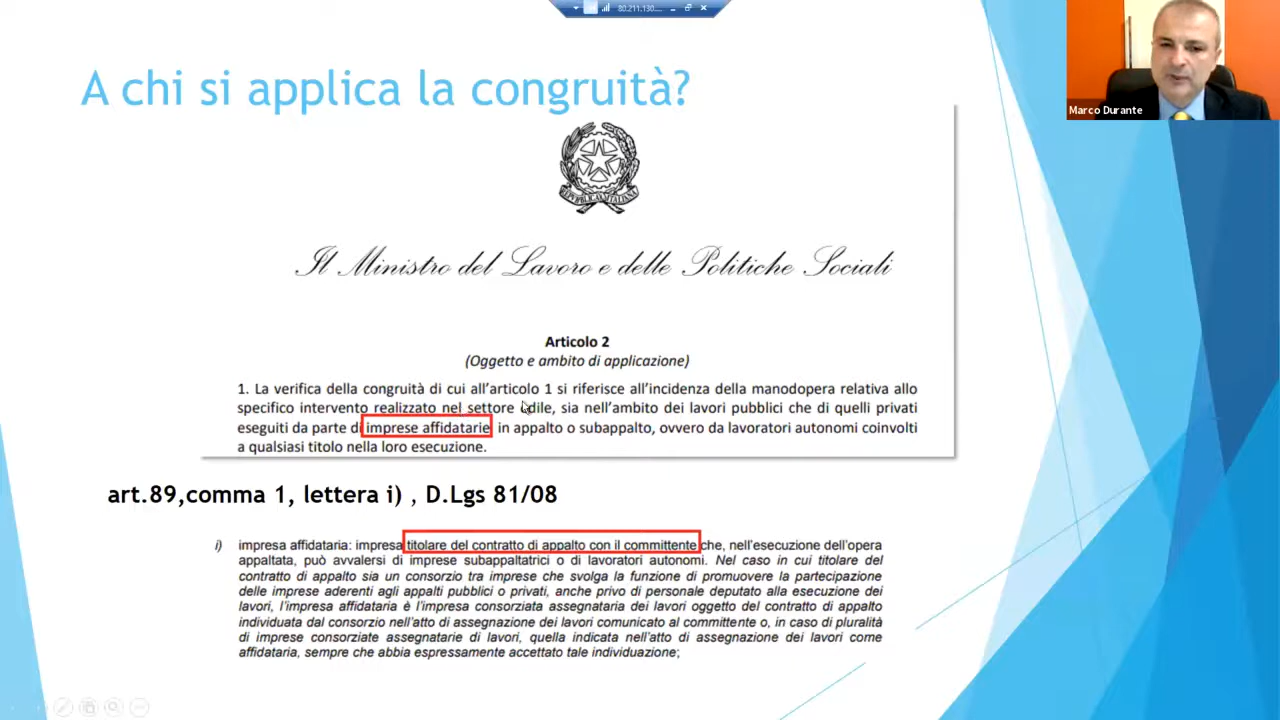 80.211.130....
Marco Durante
A chi si applica la congruità?
Il Ministro del Lavoro e delle Politiche Sociali
Articolo 2
(Oggetto e ambito di applicazione)
1. La verifica della congruità di cui all'articolo 1 si riferisce all'incidenza della manodopera relativa allo
specifico intervento realizzato nel settore edile, sia nell'ambito dei lavori pubblici che di quelli privati
eseguiti da parte di imprese affidatarie, in appalto o subappalto, ovvero da lavoratori autonomi coinvolti
a qualsiasi titolo nella loro esecuzione.
art.89,comma 1, lettera i) , D.Lgs 81/08
i) impresa affidataria: impresa titolare del contratto di appalto con il committente che, nell'esecuzione dell'opera
appaltata, può avvalersi di imprese subappaltatrici o di lavoratori autonomi. Nel caso in cui titolare del
contratto di appalto sia un consorzio tra imprese che svolga la funzione di promuovere la partecipazione
delle imprese aderenti agli appalti pubblici o privati, anche privo di personale deputato alla esecuzione dei
lavori, l'impresa affidataria è l'impresa consorziata assegnataria dei lavori oggetto del contratto di appalto
individuata dal consorzio nell'atto di assegnazione dei lavori comunicato al committente o, in caso di pluralità
di imprese consorziate assegnatarie di lavori, quella indicata nell'atto di assegnazione dei lavori come
affidataria, sempre che abbia espressamente accettato tale individuazione;